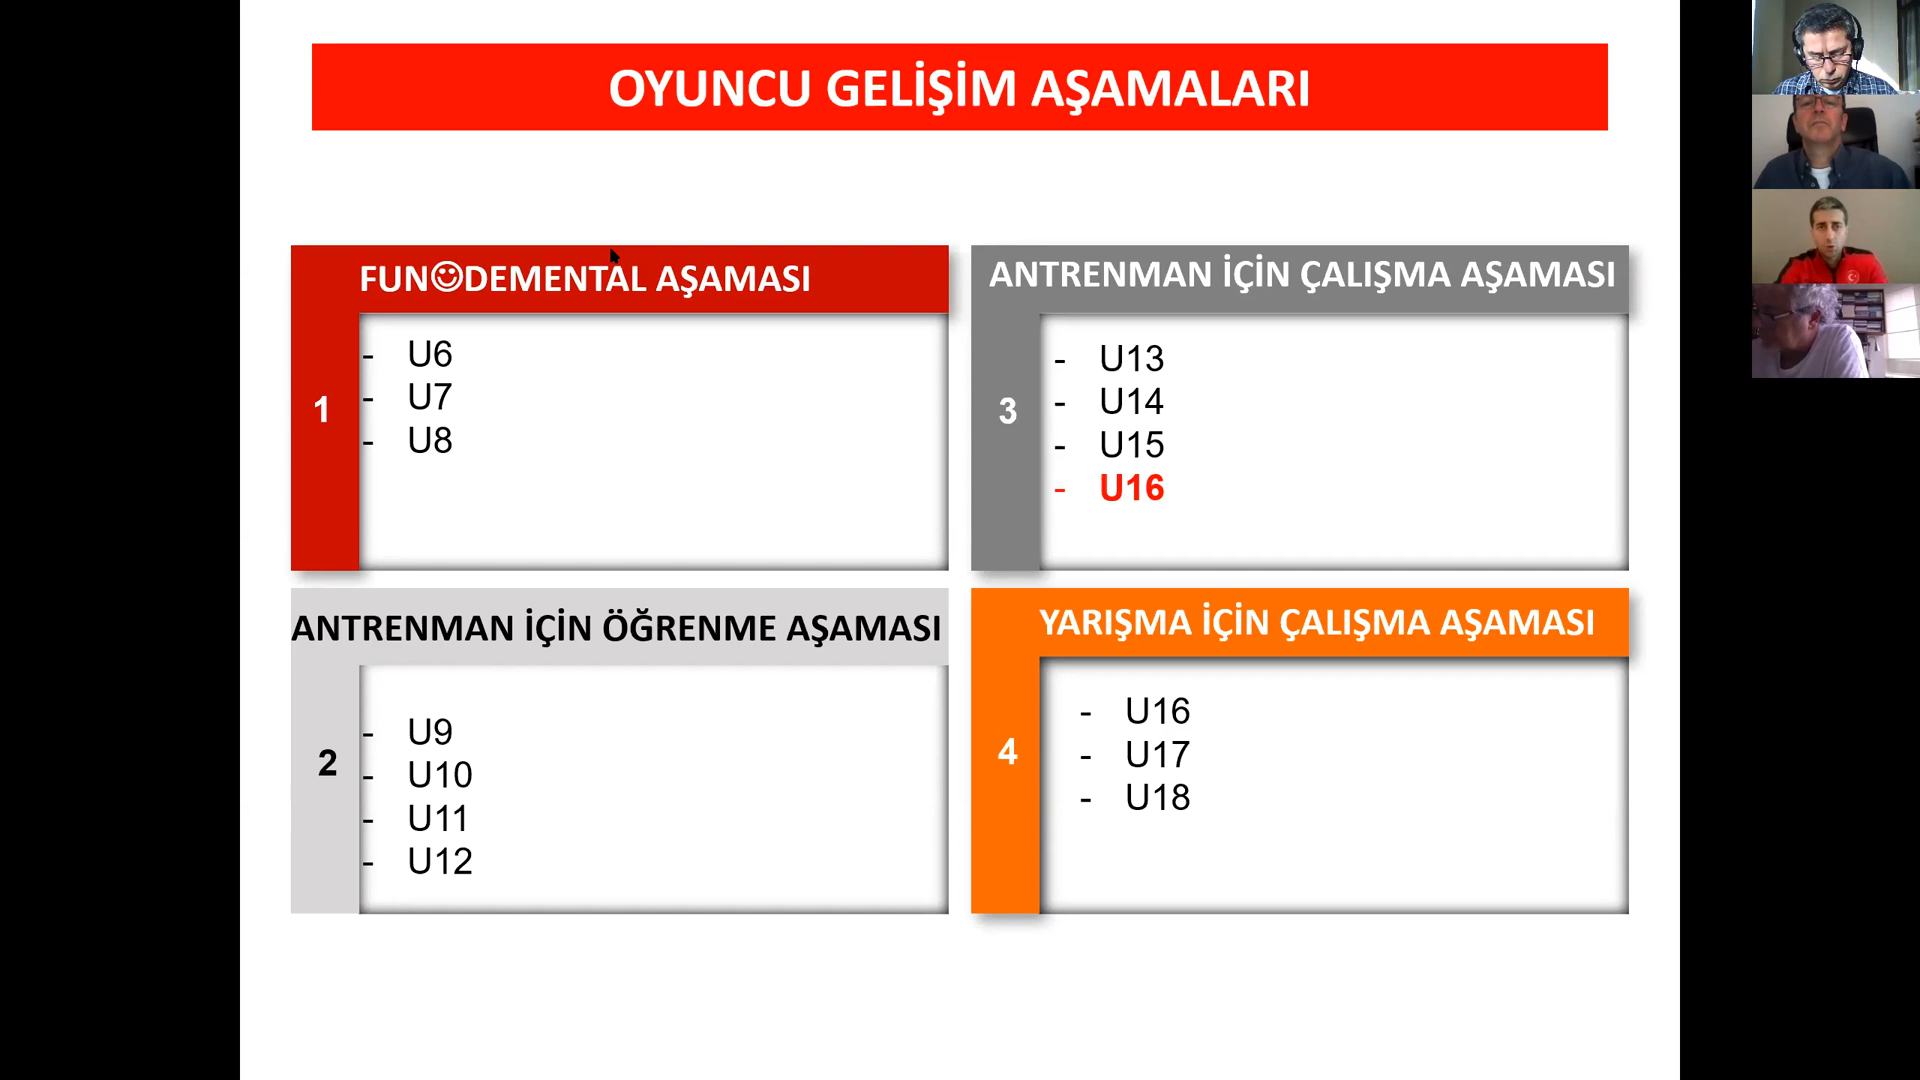 OYUNCU GELİŞİM AŞAMALARI
FUN☺DEMENTAL AŞAMASI
1
- U6
- U7
- U8
ANTRENMAN İÇİN ÖĞRENME AŞAMASI
2
- U9
- U10
- U11
- U12
ANTRENMAN İÇİN ÇALIŞMA AŞAMASI
3
- U13
- U14
- U15
- U16
YARIŞMA İÇİN ÇALIŞMA AŞAMASI
4
- U16
- U17
- U18